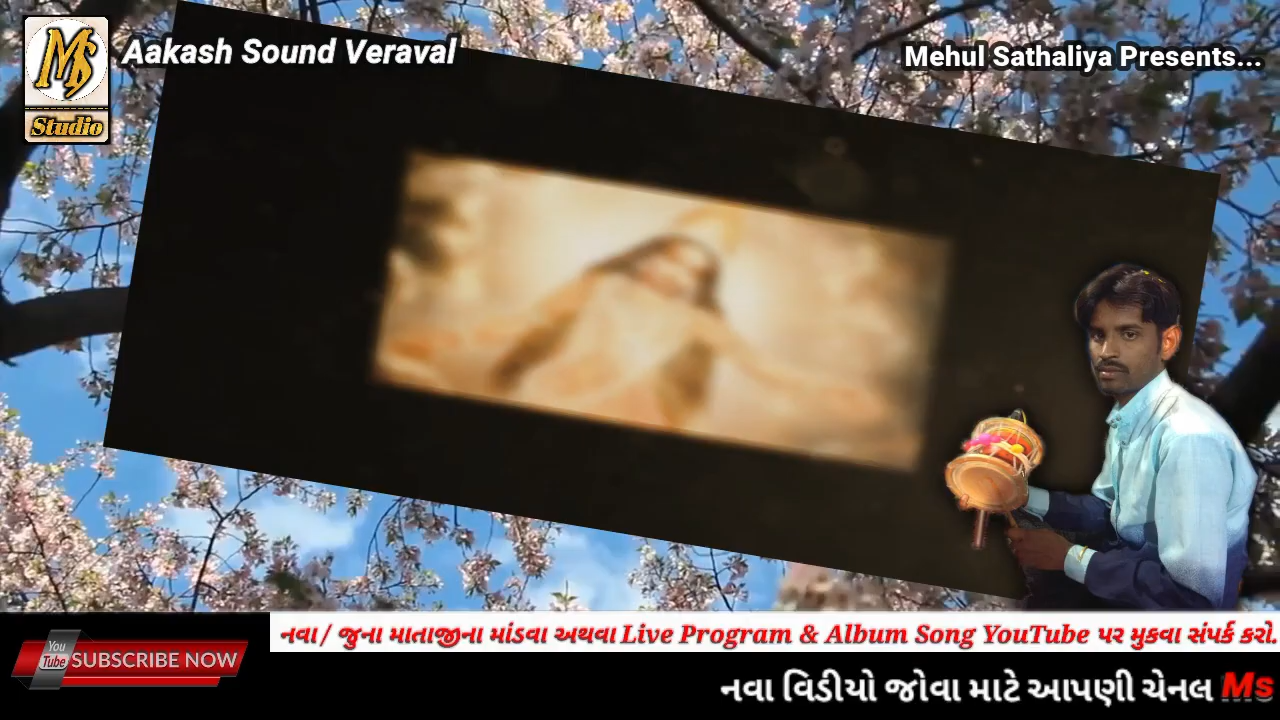 MS
Studio
Aakash Sound Veraval
Mehul Sathaliya Presents...
નવા / જુના માતાજીના માંડવા અથવા Live Program & Album Song YouTube પર મુકવા સંપર્ક કરો.
You Tube SUBSCRIBE NOW
નવા વિડીયો જોવા માટે આપણી ચેનલ Ms